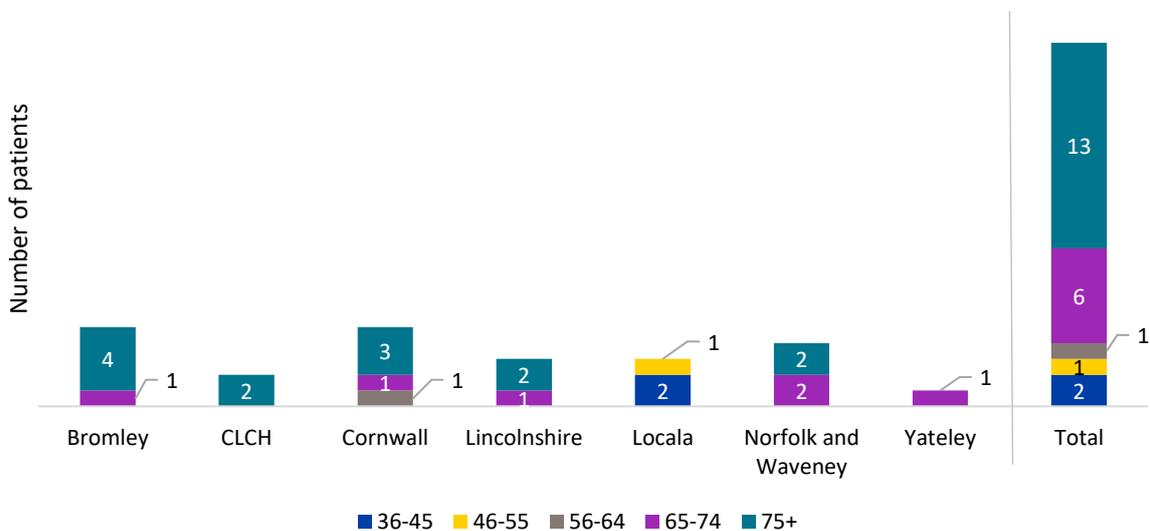 Number of patients
13
6
1
1
2
4
1
2
3
1
1
2
1
1
2
2
2
1
Bromley
CLCH
Cornwall
Lincolnshire
Locala
Norfolk and
Waveney
Yateley
Total
36-45
46-55
56-64
65-74
75+